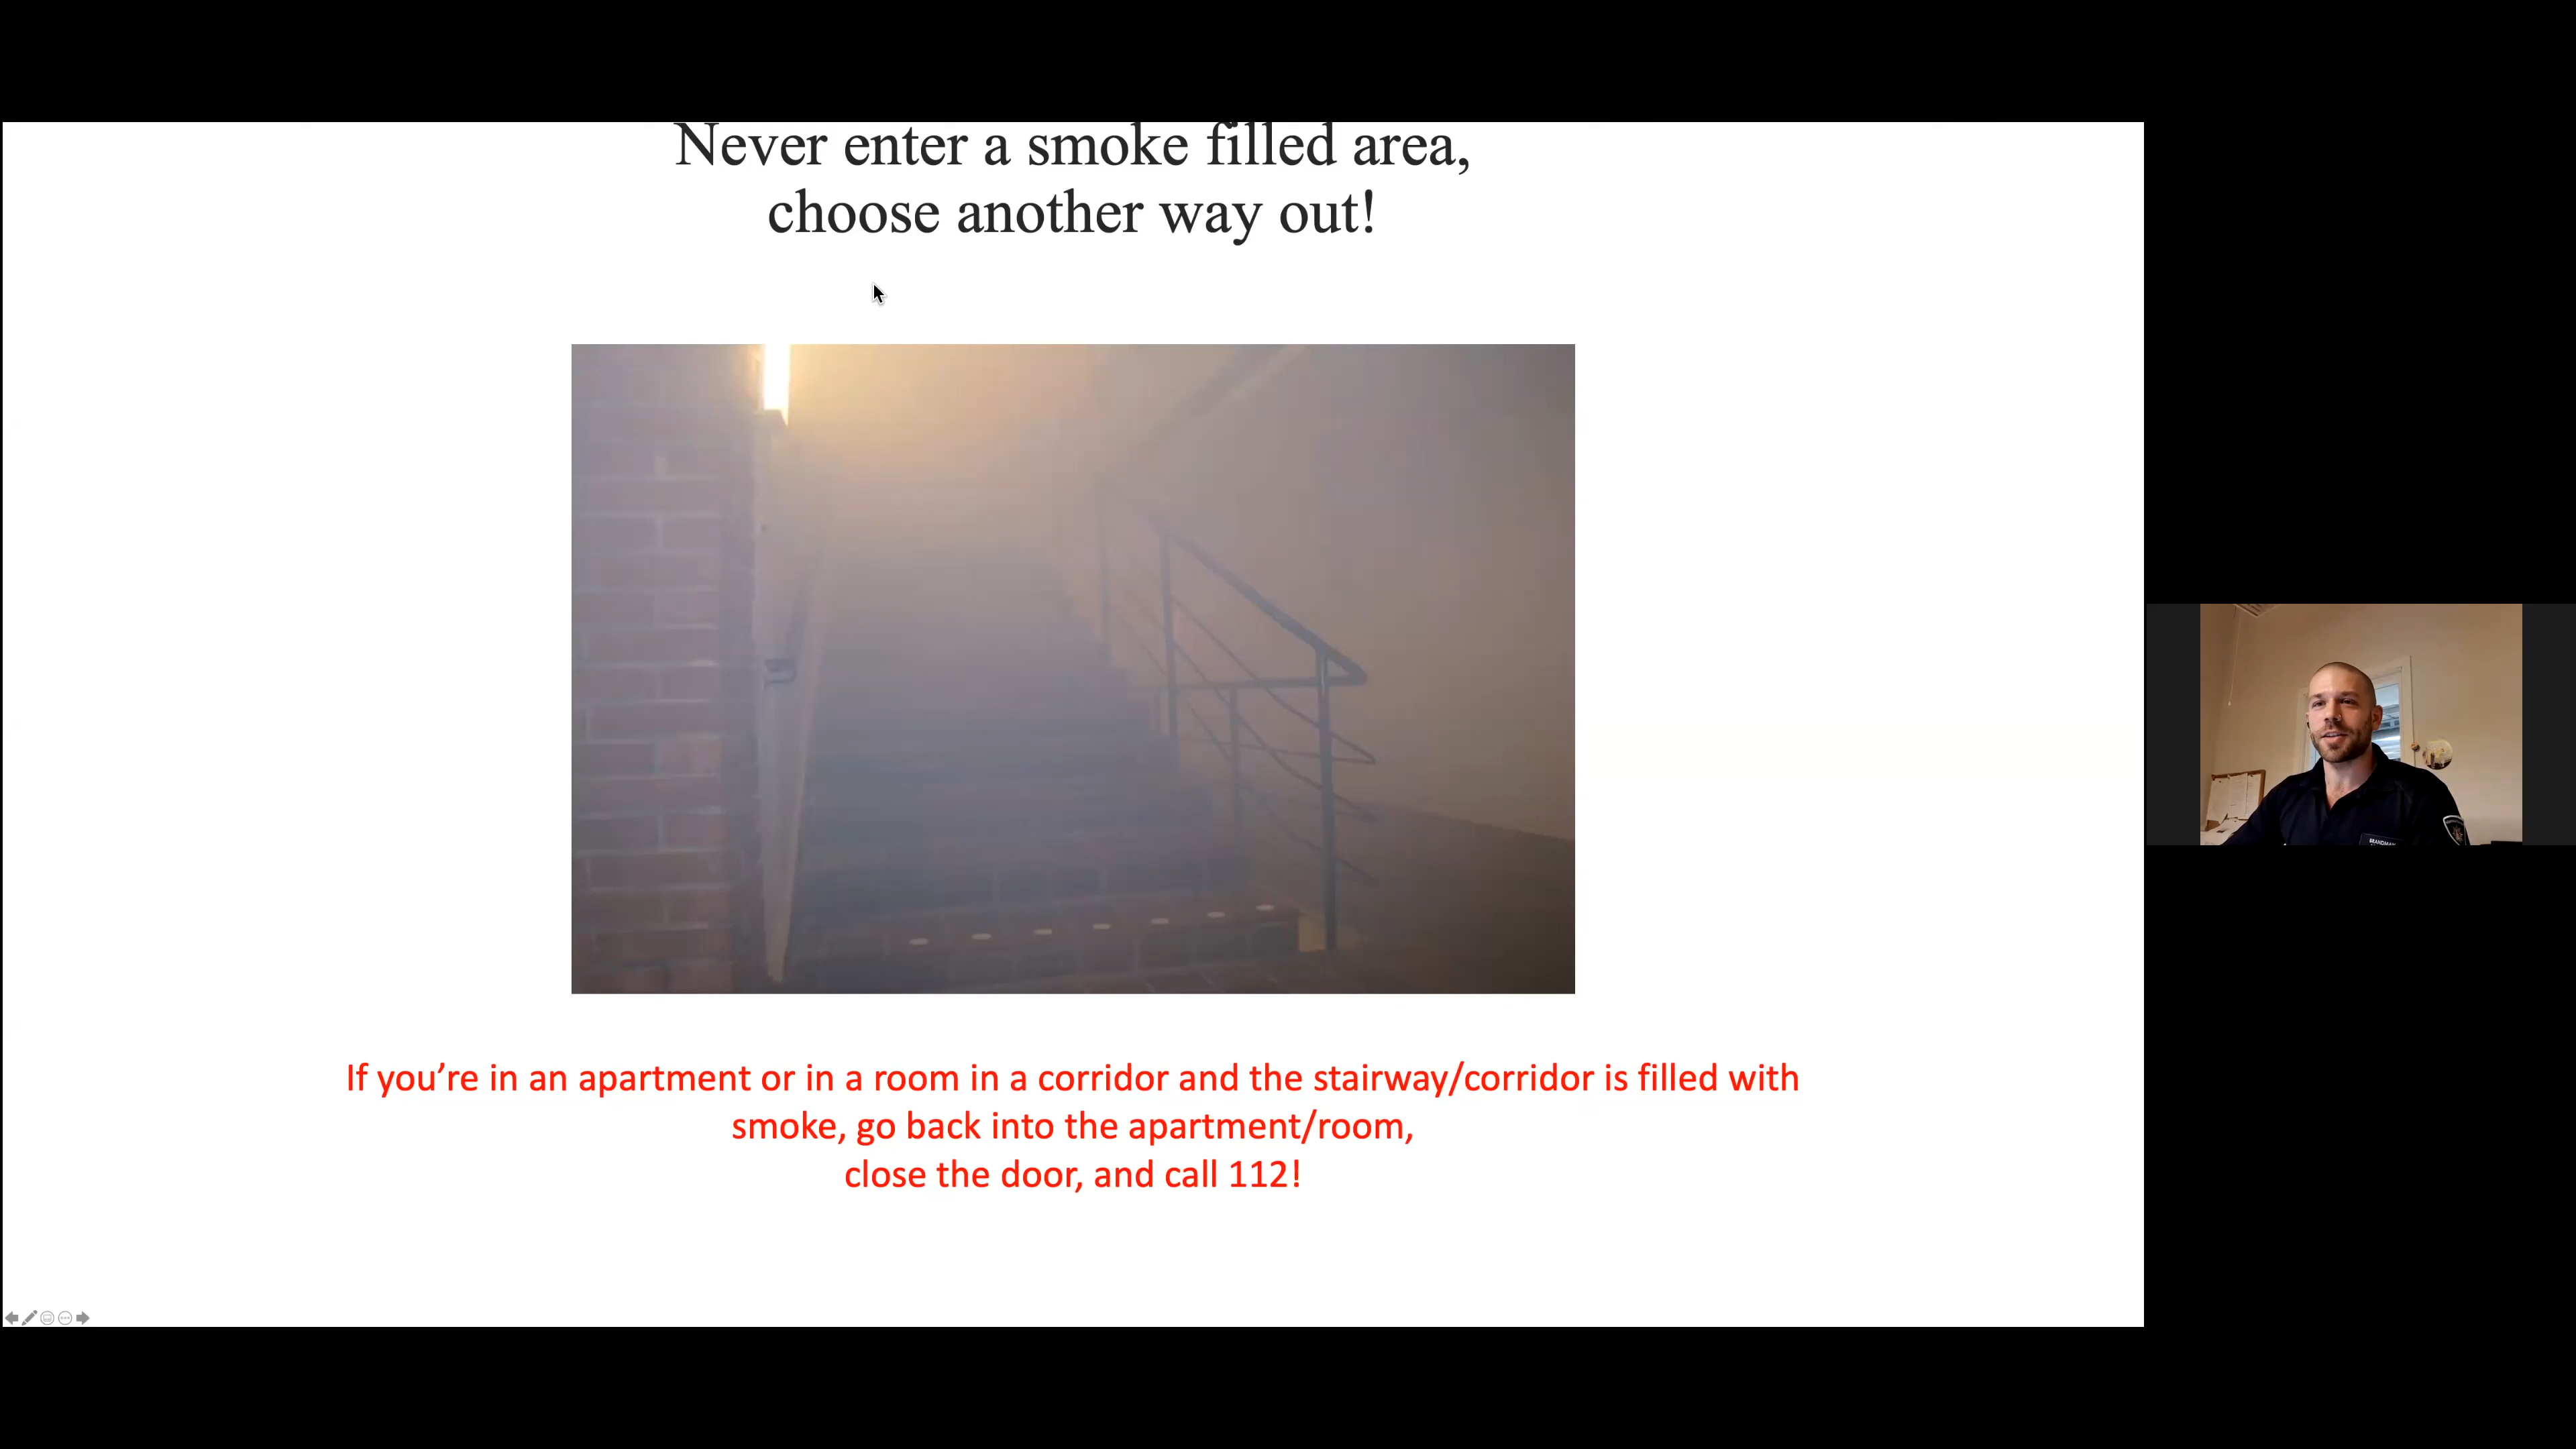 Never enter a smoke filled area,
choose another way out!
If you’re in an apartment or in a room in a corridor and the stairway/corridor is filled with
smoke, go back into the apartment/room,
close the door, and call 112!
BRANDMAN